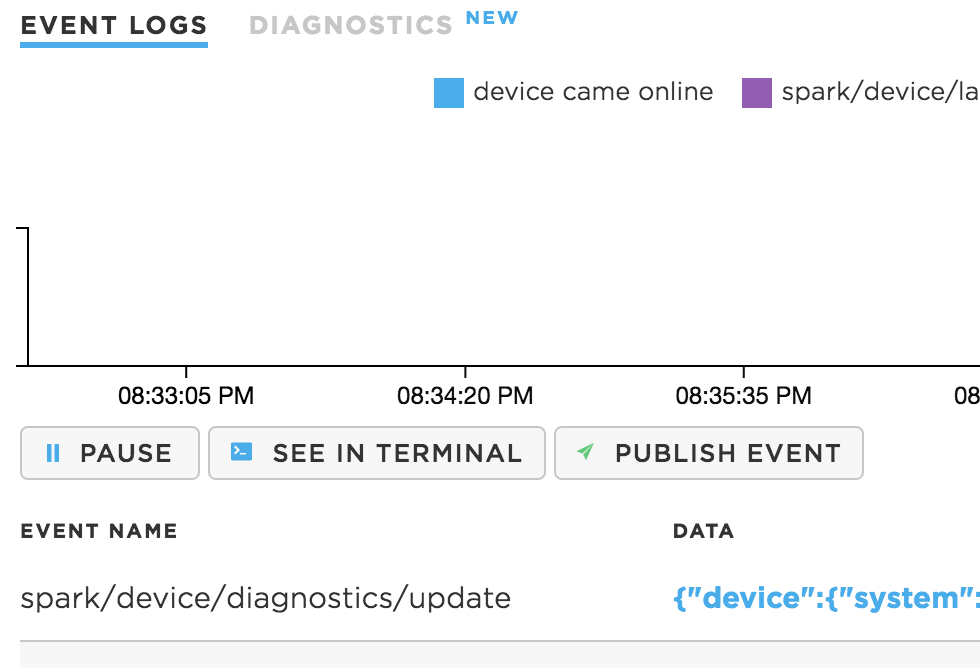 EVENT LOGS DIAGNOSTICS NEW
device came online spark/device/la
08:33:05 PM 08:34:20 PM 08:35:35 PM 08
PAUSE SEE IN TERMINAL PUBLISH EVENT
EVENT NAME DATA
spark/device/diagnostics/update {"device":{"system":